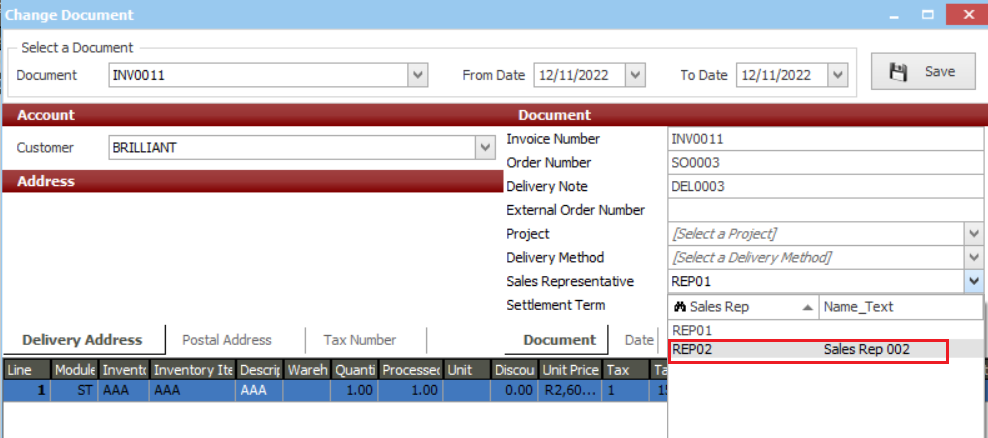 Change Document
Select a Document
Document INV0011 From Date 12/11/2022 To Date 12/11/2022 Save
Account Document
Customer BRILLIANT
Address
Invoice Number INV0011
Order Number SO0003
Delivery Note DEL0003
External Order Number
Project [Select a Project]
Delivery Method [Select a Delivery Method]
Sales Representative REP01
Settlement Term
Sales Rep Name_Text
REP01
REP02 Sales Rep 002
Delivery Address Postal Address Tax Number Document Date
Line Module Invento Inventory Ite Descrip Wareh Quanti Processed Unit Discou Unit Price Tax Ta
1 ST AAA AAA AAA 1.00 1.00 0.00 R2,60... 1